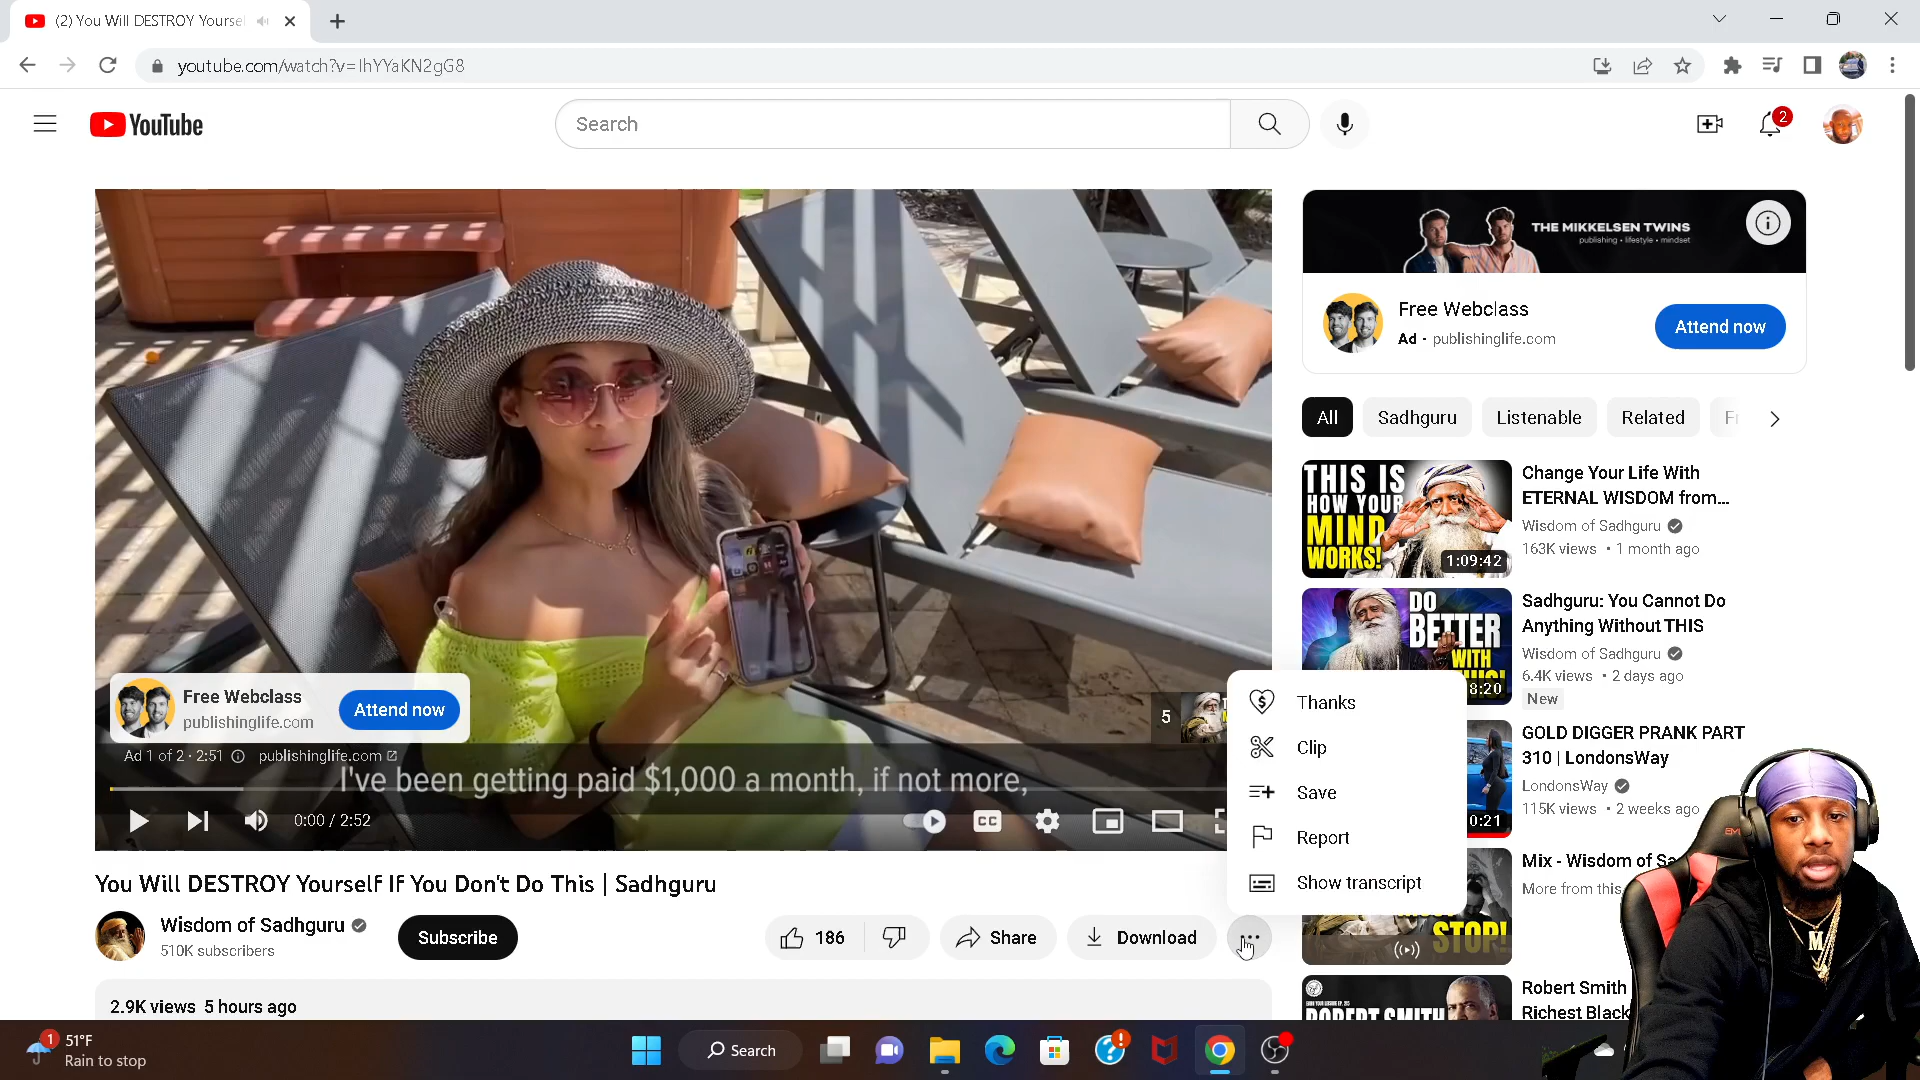 (2) You Will DESTROY Yourse
youtube.com/watch?v=IhYYaKN2gG8
YouTube
Search
2
THE MIKKELSEN TWINS
publishing • lifestyle • mindset
Free Webclass
Ad · publishinglife.com
Attend now
All
Sadhguru
Listenable
Related
THIS IS
HOW YOUR
MIND
WORKS!
1:09:42
Change Your Life With
ETERNAL WISDOM from...
Wisdom of Sadhguru
163K views • 1 month ago
DO
BETTER
WITH
8:20
Sadhguru: You Cannot Do
Anything Without THIS
Wisdom of Sadhguru
6.4K views • 2 days ago
New
0:21
GOLD DIGGER PRANK PART
310 | LondonsWay
LondonsWay
115K views • 2 weeks ago
Mix - Wisdom of Sa
More from this
STOP!
Robert Smith
Richest Black
ROBERT SMITH
Free Webclass
publishinglife.com
Attend now
Ad 1 of 2 · 2:51
publishinglife.com
I've been getting paid $1,000 a month, if not more,
5
0:00 / 2:52
CC
Thanks
Clip
Save
Report
Show transcript
You Will DESTROY Yourself If You Don't Do This | Sadhguru
Wisdom of Sadhguru
510K subscribers
Subscribe
186
Share
Download
2.9K views 5 hours ago
1
51°F
Rain to stop
Search
M